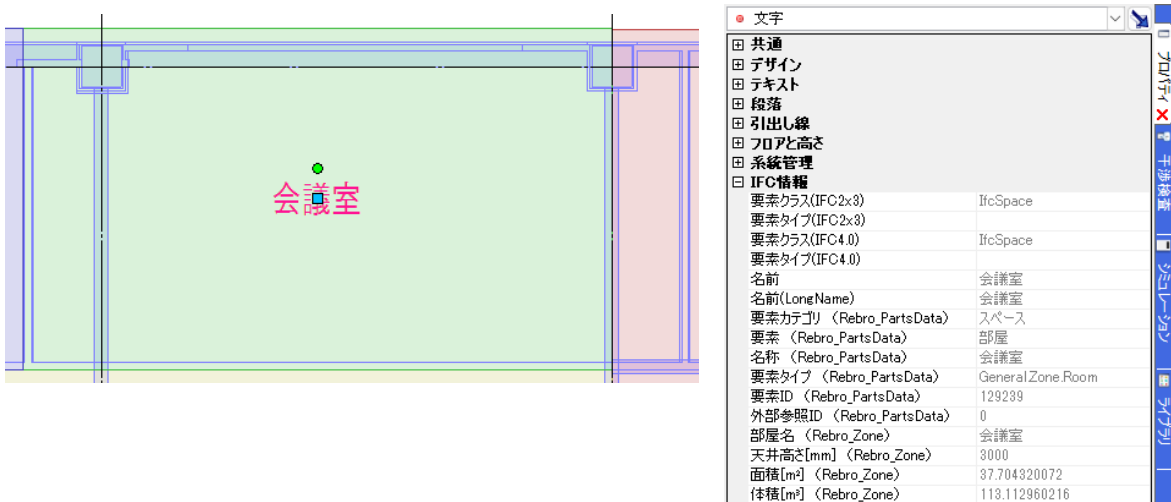 会議室
文字
共通
デザイン
テキスト
段落
引出し線
フロアと高さ
系統管理
IFC情報
要素クラス(IFC2x3) IfcSpace
要素タイプ(IFC2x3)
要素クラス(IFC4.0) IfcSpace
要素タイプ(IFC4.0)
名前 会議室
名前(LongName) 会議室
要素カテゴリ (Rebro_PartsData) スペース
要素 (Rebro_PartsData) 部屋
名称 (Rebro_PartsData) 会議室
要素タイプ (Rebro_PartsData) GeneralZone.Room
要素ID (Rebro_PartsData) 129239
外部参照ID (Rebro_PartsData) 0
部屋名 (Rebro_Zone) 会議室
天井高さ[mm] (Rebro_Zone) 3000
面積[m²] (Rebro_Zone) 37.704320072
体積[m³] (Rebro_Zone) 113.112960216
プロパティ
干渉検査
シミュレーション
ライブラリ